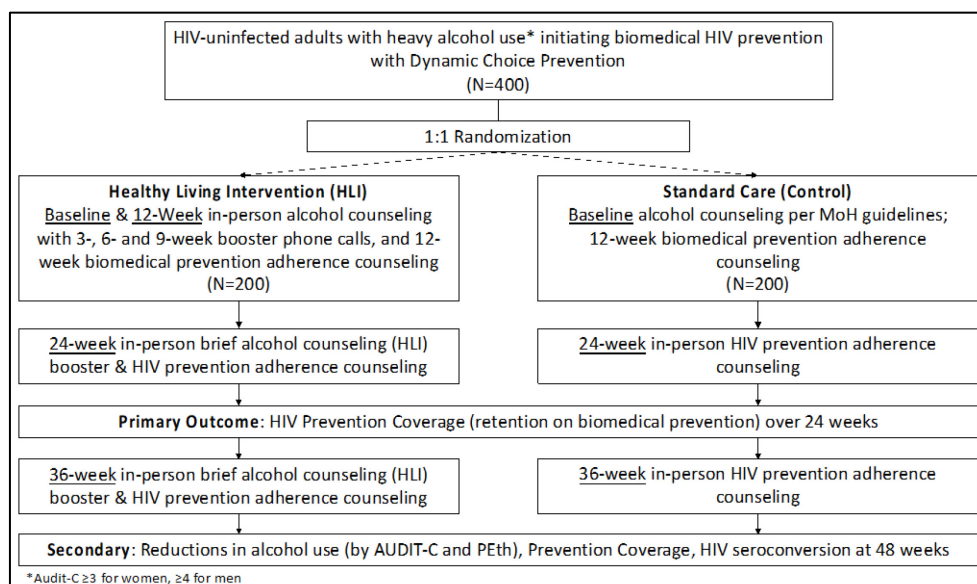 HIV-uninfected adults with heavy alcohol use* initiating biomedical HIV prevention
with Dynamic Choice Prevention
(N=400)
1:1 Randomization
Healthy Living Intervention (HLI)
Baseline & 12-Week in-person alcohol counseling
with 3-, 6- and 9-week booster phone calls, and 12-
week biomedical prevention adherence counseling
(N=200)
Standard Care (Control)
Baseline alcohol counseling per MoH guidelines;
12-week biomedical prevention adherence
counseling
(N=200)
24-week in-person brief alcohol counseling (HLI)
booster & HIV prevention adherence counseling
24-week in-person HIV prevention adherence
counseling
Primary Outcome: HIV Prevention Coverage (retention on biomedical prevention) over 24 weeks
36-week in-person brief alcohol counseling (HLI)
booster & HIV prevention adherence counseling
36-week in-person HIV prevention adherence
counseling
Secondary: Reductions in alcohol use (by AUDIT-C and PEth), Prevention Coverage, HIV seroconversion at 48 weeks
*Audit-C ≥3 for women, ≥4 for men